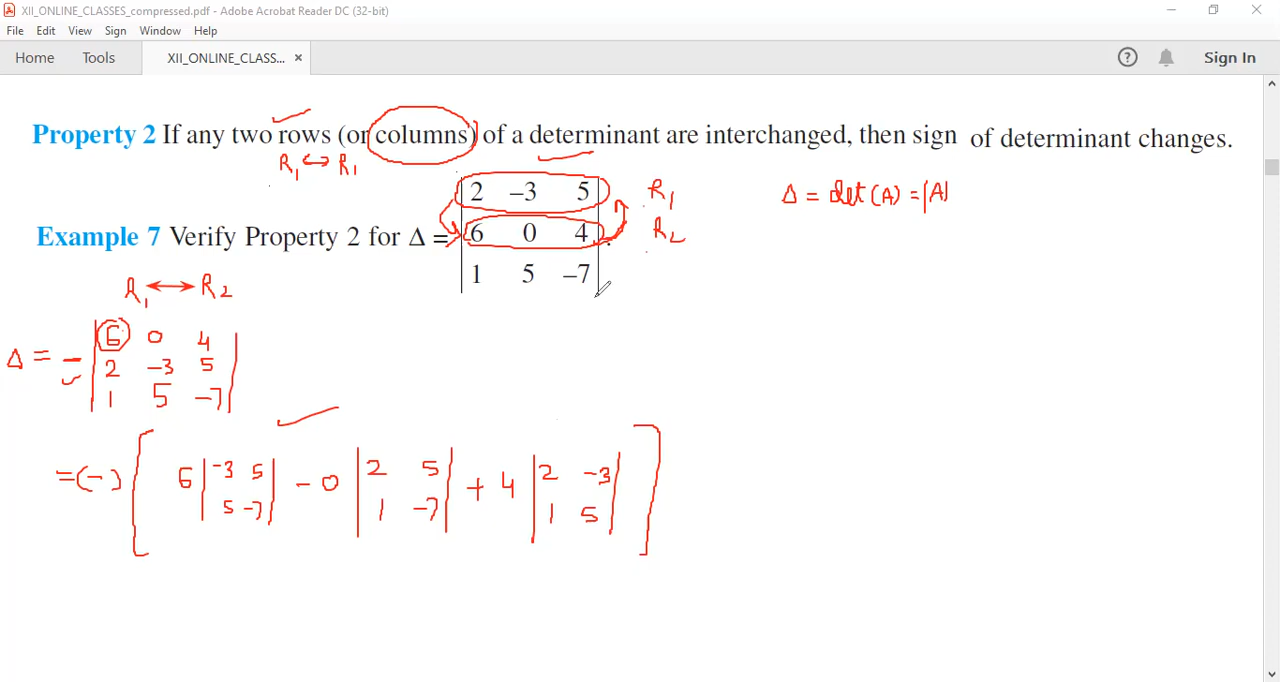 XII_ONLINE_CLASSES_compressed.pdf - Adobe Acrobat Reader DC (32-bit)
File Edit View Sign Window Help
Home Tools XII_ONLINE_CLASS... × Sign In
Property 2 If any two rows (or columns) of a determinant are interchanged, then sign of determinant changes.
R₁ ↔ R₁
2 –3 5 R₁ Δ = det(A) = |A|
Example 7 Verify Property 2 for Δ = 6 0 4 . R₂
1 5 –7
R₁ ↔ R₂
6 0 4
Δ = – 2 -3 5
1 5 -7
=(-) [ 6 |-3 5| - 0 |2 5| + 4 |2 -3| ]
|5 -7| |1 -7| |1 5|